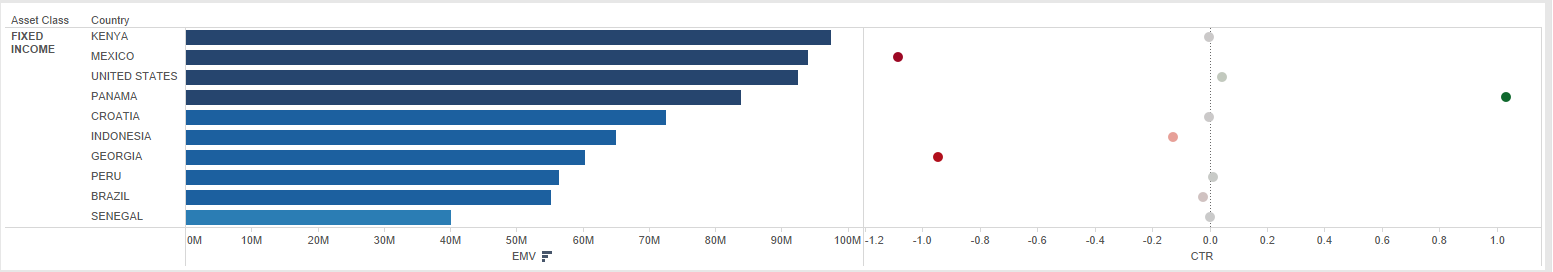 Asset Class Country
FIXED INCOME
KENYA
MEXICO
UNITED STATES
PANAMA
CROATIA
INDONESIA
GEORGIA
PERU
BRAZIL
SENEGAL
0M 10M 20M 30M 40M 50M 60M 70M 80M 90M 100M -1.2 -1.0 -0.8 -0.6 -0.4 -0.2 0.0 0.2 0.4 0.6 0.8 1.0
EMV CTR